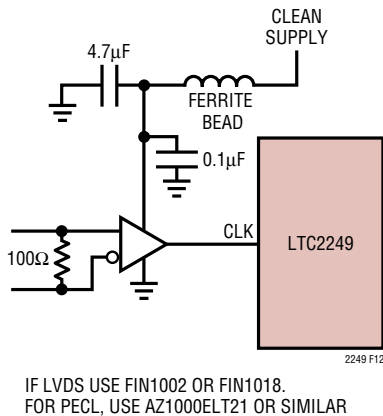 CLEAN
SUPPLY
4.7µF
FERRITE
BEAD
0.1µF
CLK
LTC2249
100Ω
2249 F12
IF LVDS USE FIN1002 OR FIN1018.
FOR PECL, USE AZ1000ELT21 OR SIMILAR